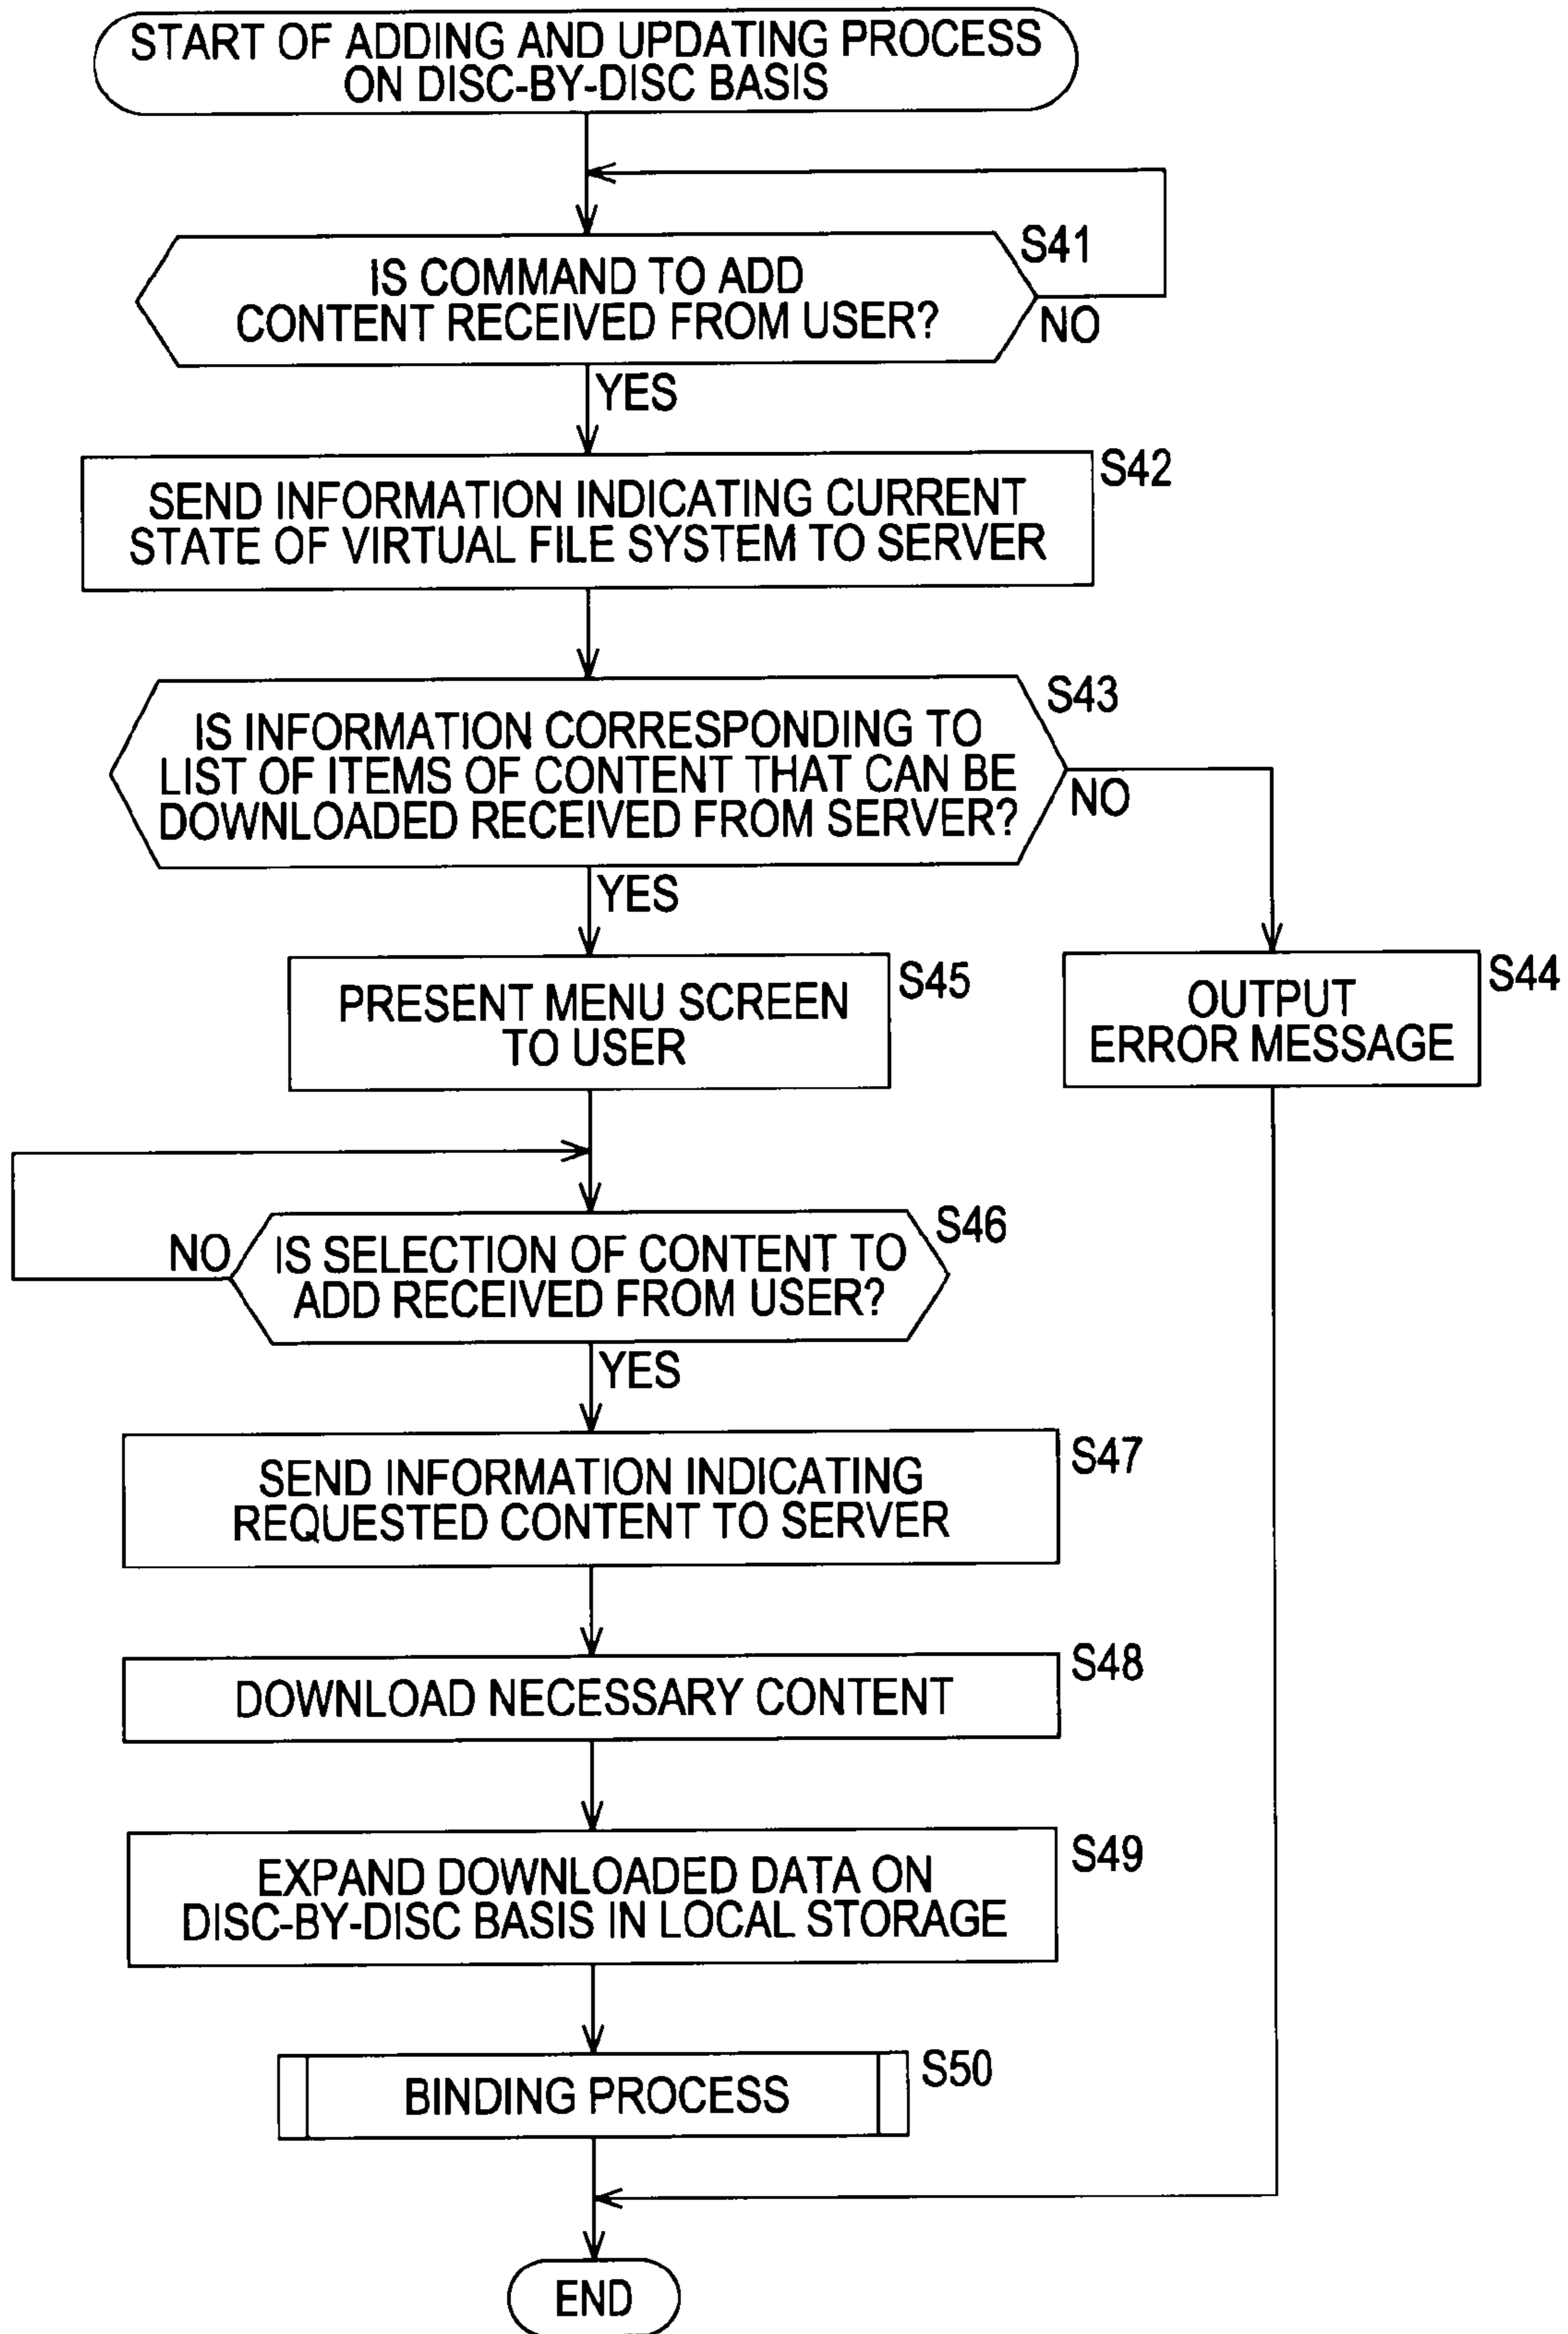 START OF ADDING AND UPDATING PROCESS
ON DISC-BY-DISC BASIS
S41
IS COMMAND TO ADD
CONTENT RECEIVED FROM USER?
NO
YES
S42
SEND INFORMATION INDICATING CURRENT
STATE OF VIRTUAL FILE SYSTEM TO SERVER
S43
IS INFORMATION CORRESPONDING TO
LIST OF ITEMS OF CONTENT THAT CAN BE
DOWNLOADED RECEIVED FROM SERVER?
NO
YES
S45
PRESENT MENU SCREEN
TO USER
S44
OUTPUT
ERROR MESSAGE
S46
NO
IS SELECTION OF CONTENT TO
ADD RECEIVED FROM USER?
YES
S47
SEND INFORMATION INDICATING
REQUESTED CONTENT TO SERVER
S48
DOWNLOAD NECESSARY CONTENT
S49
EXPAND DOWNLOADED DATA ON
DISC-BY-DISC BASIS IN LOCAL STORAGE
S50
BINDING PROCESS
END